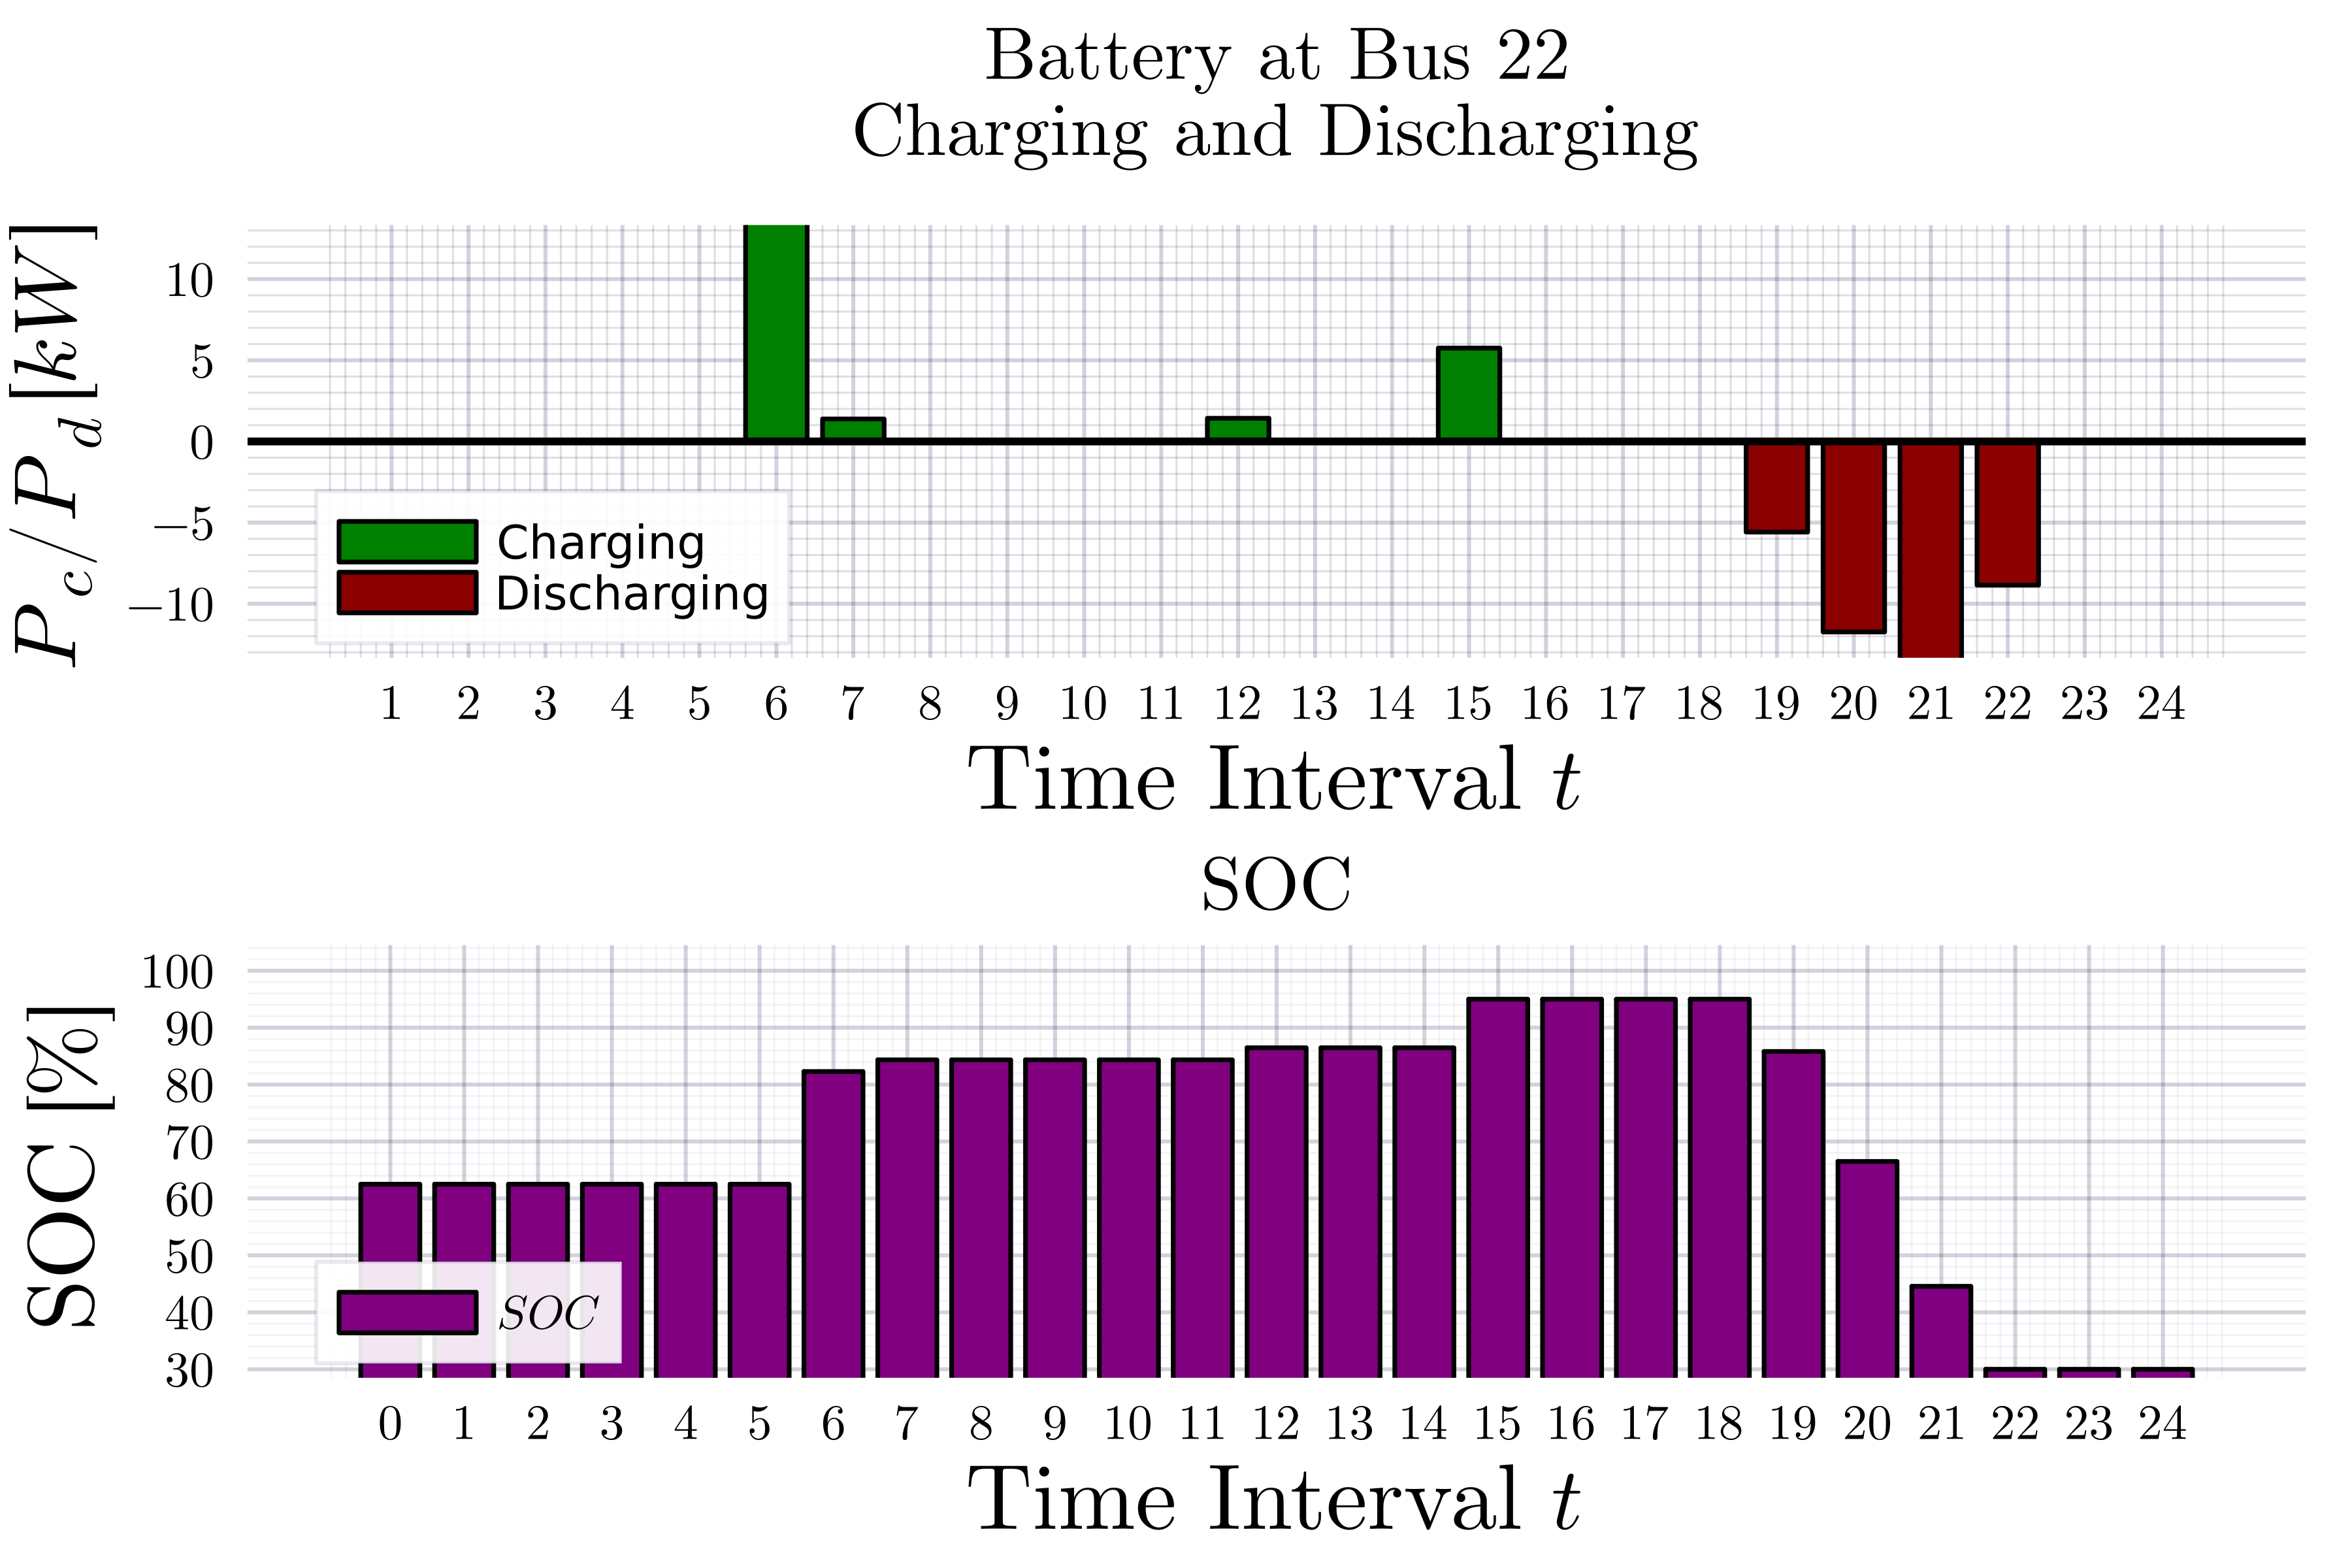 Battery at Bus 22
Charging and Discharging
P_c/P_d [kW]
10
5
0
−5
−10
Charging
Discharging
1 2 3 4 5 6 7 8 9 10 11 12 13 14 15 16 17 18 19 20 21 22 23 24
Time Interval t
SOC
SOC [%]
100
90
80
70
60
50
40
30
SOC
0 1 2 3 4 5 6 7 8 9 10 11 12 13 14 15 16 17 18 19 20 21 22 23 24
Time Interval t